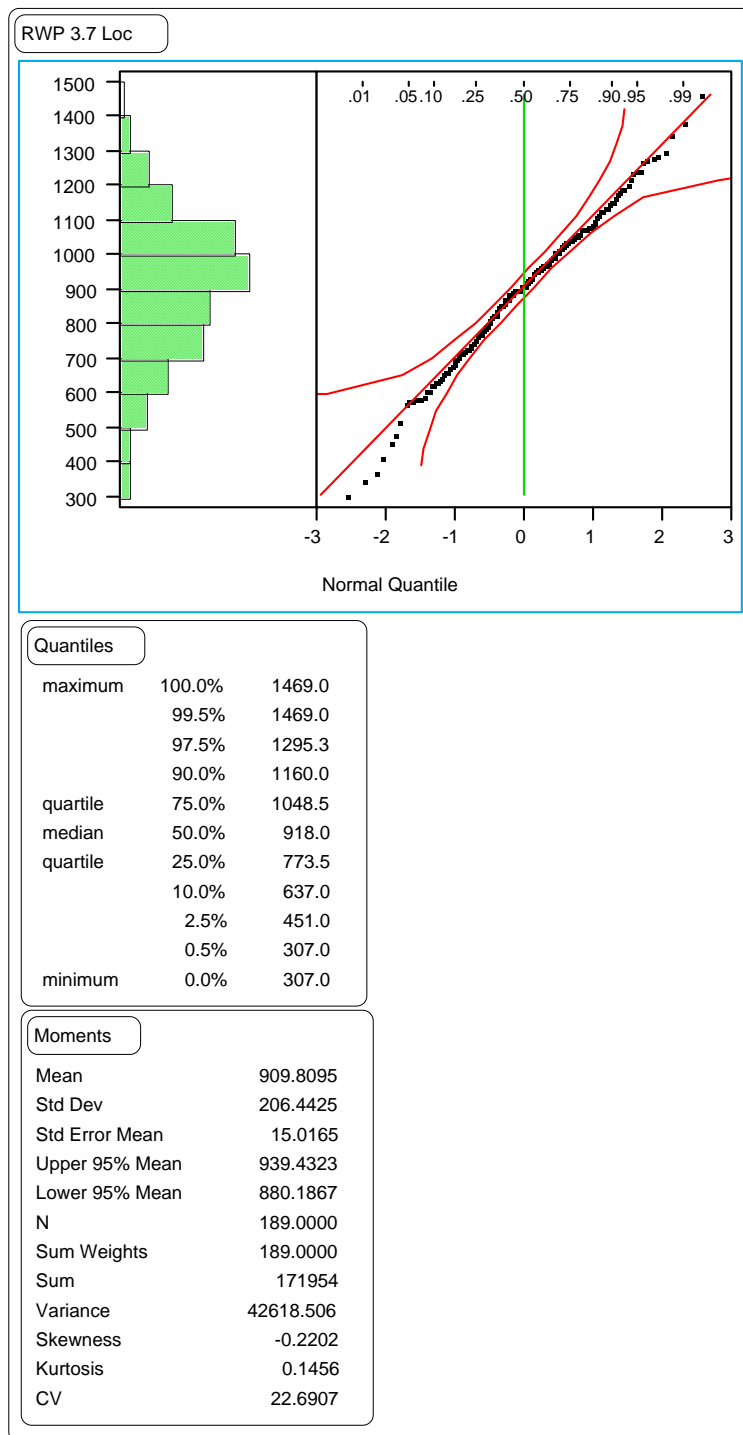 RWP 3.7 Loc
1500
1400
1300
1200
1100
1000
900
800
700
600
500
400
300
.01 .05 .10 .25 .50 .75 .90 .95 .99
-3 -2 -1 0 1 2 3
Normal Quantile
Quantiles
maximum 100.0% 1469.0
99.5% 1469.0
97.5% 1295.3
90.0% 1160.0
quartile 75.0% 1048.5
median 50.0% 918.0
quartile 25.0% 773.5
10.0% 637.0
2.5% 451.0
0.5% 307.0
minimum 0.0% 307.0
Moments
Mean 909.8095
Std Dev 206.4425
Std Error Mean 15.0165
Upper 95% Mean 939.4323
Lower 95% Mean 880.1867
N 189.0000
Sum Weights 189.0000
Sum 171954
Variance 42618.506
Skewness -0.2202
Kurtosis 0.1456
CV 22.6907